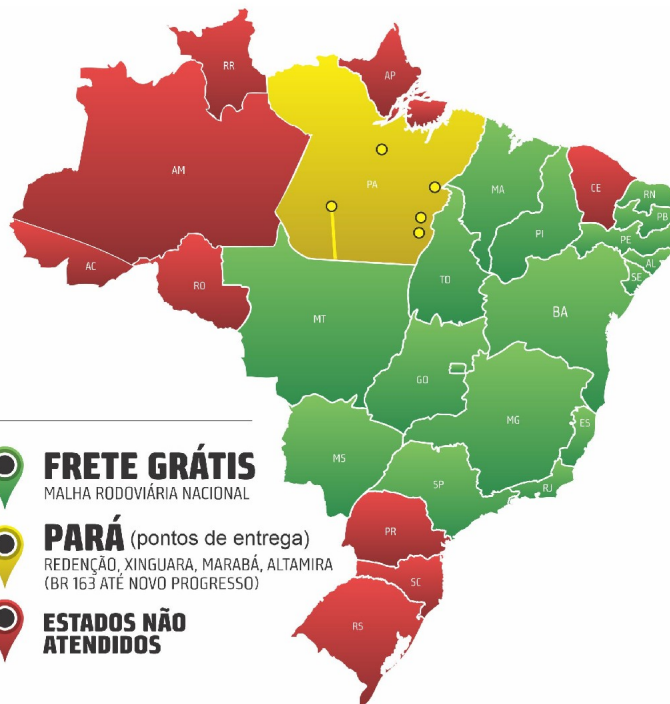 RR
AP
AM
PA
MA
CE
RN
PB
PI
PE
AL
SE
AC
RO
TO
MT
BA
GO
MG
ES
MS
SP
RJ
PR
SC
RS
FRETE GRÁTIS
MALHA RODOVIÁRIA NACIONAL
PARÁ (pontos de entrega)
REDENÇÃO, XINGUARA, MARABÁ, ALTAMIRA
(BR 163 ATÉ NOVO PROGRESSO)
ESTADOS NÃO
ATENDIDOS